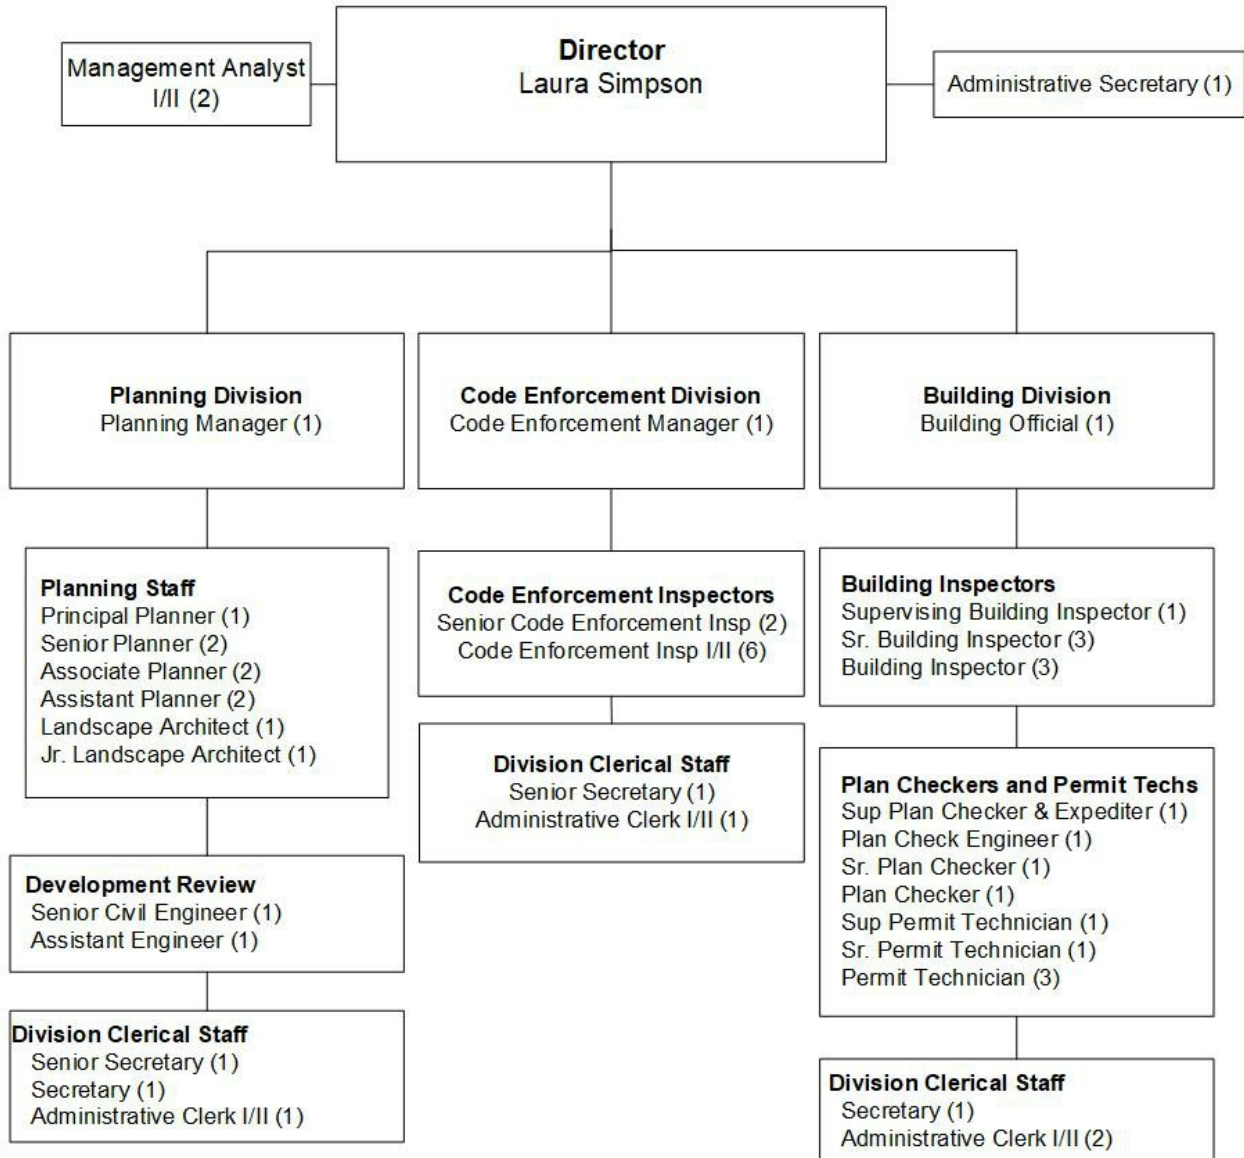 Director
Laura Simpson
Management Analyst
I/II (2)
Administrative Secretary (1)
Planning Division
Planning Manager (1)
Code Enforcement Division
Code Enforcement Manager (1)
Building Division
Building Official (1)
Planning Staff
Principal Planner (1)
Senior Planner (2)
Associate Planner (2)
Assistant Planner (2)
Landscape Architect (1)
Jr. Landscape Architect (1)
Development Review
Senior Civil Engineer (1)
Assistant Engineer (1)
Division Clerical Staff
Senior Secretary (1)
Secretary (1)
Administrative Clerk I/II (1)
Code Enforcement Inspectors
Senior Code Enforcement Insp (2)
Code Enforcement Insp I/II (6)
Division Clerical Staff
Senior Secretary (1)
Administrative Clerk I/II (1)
Building Inspectors
Supervising Building Inspector (1)
Sr. Building Inspector (3)
Building Inspector (3)
Plan Checkers and Permit Techs
Sup Plan Checker & Expediter (1)
Plan Check Engineer (1)
Sr. Plan Checker (1)
Plan Checker (1)
Sup Permit Technician (1)
Sr. Permit Technician (1)
Permit Technician (3)
Division Clerical Staff
Secretary (1)
Administrative Clerk I/II (2)